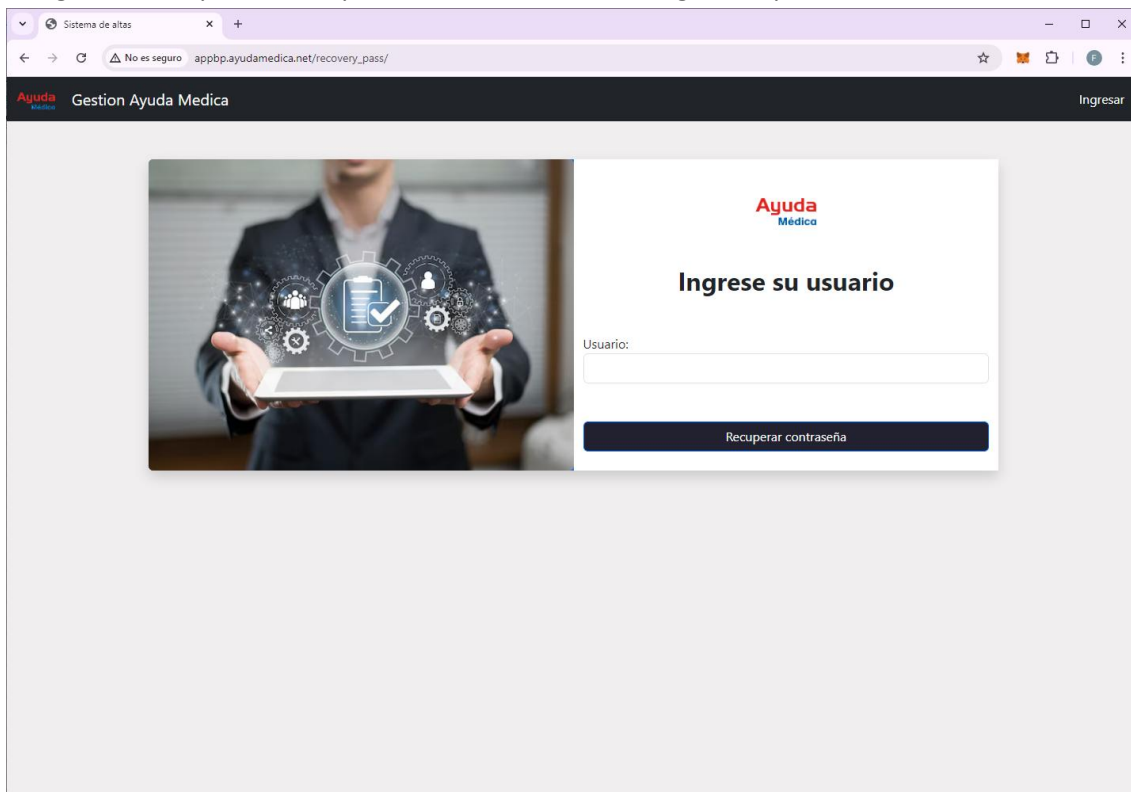 Sistema de altas
No es seguro appbp.ayudamedica.net/recovery_pass/
F
Ayuda
Médica
Gestion Ayuda Medica
Ingresar
Ayuda
Médica
Ingrese su usuario
Usuario:
Recuperar contraseña